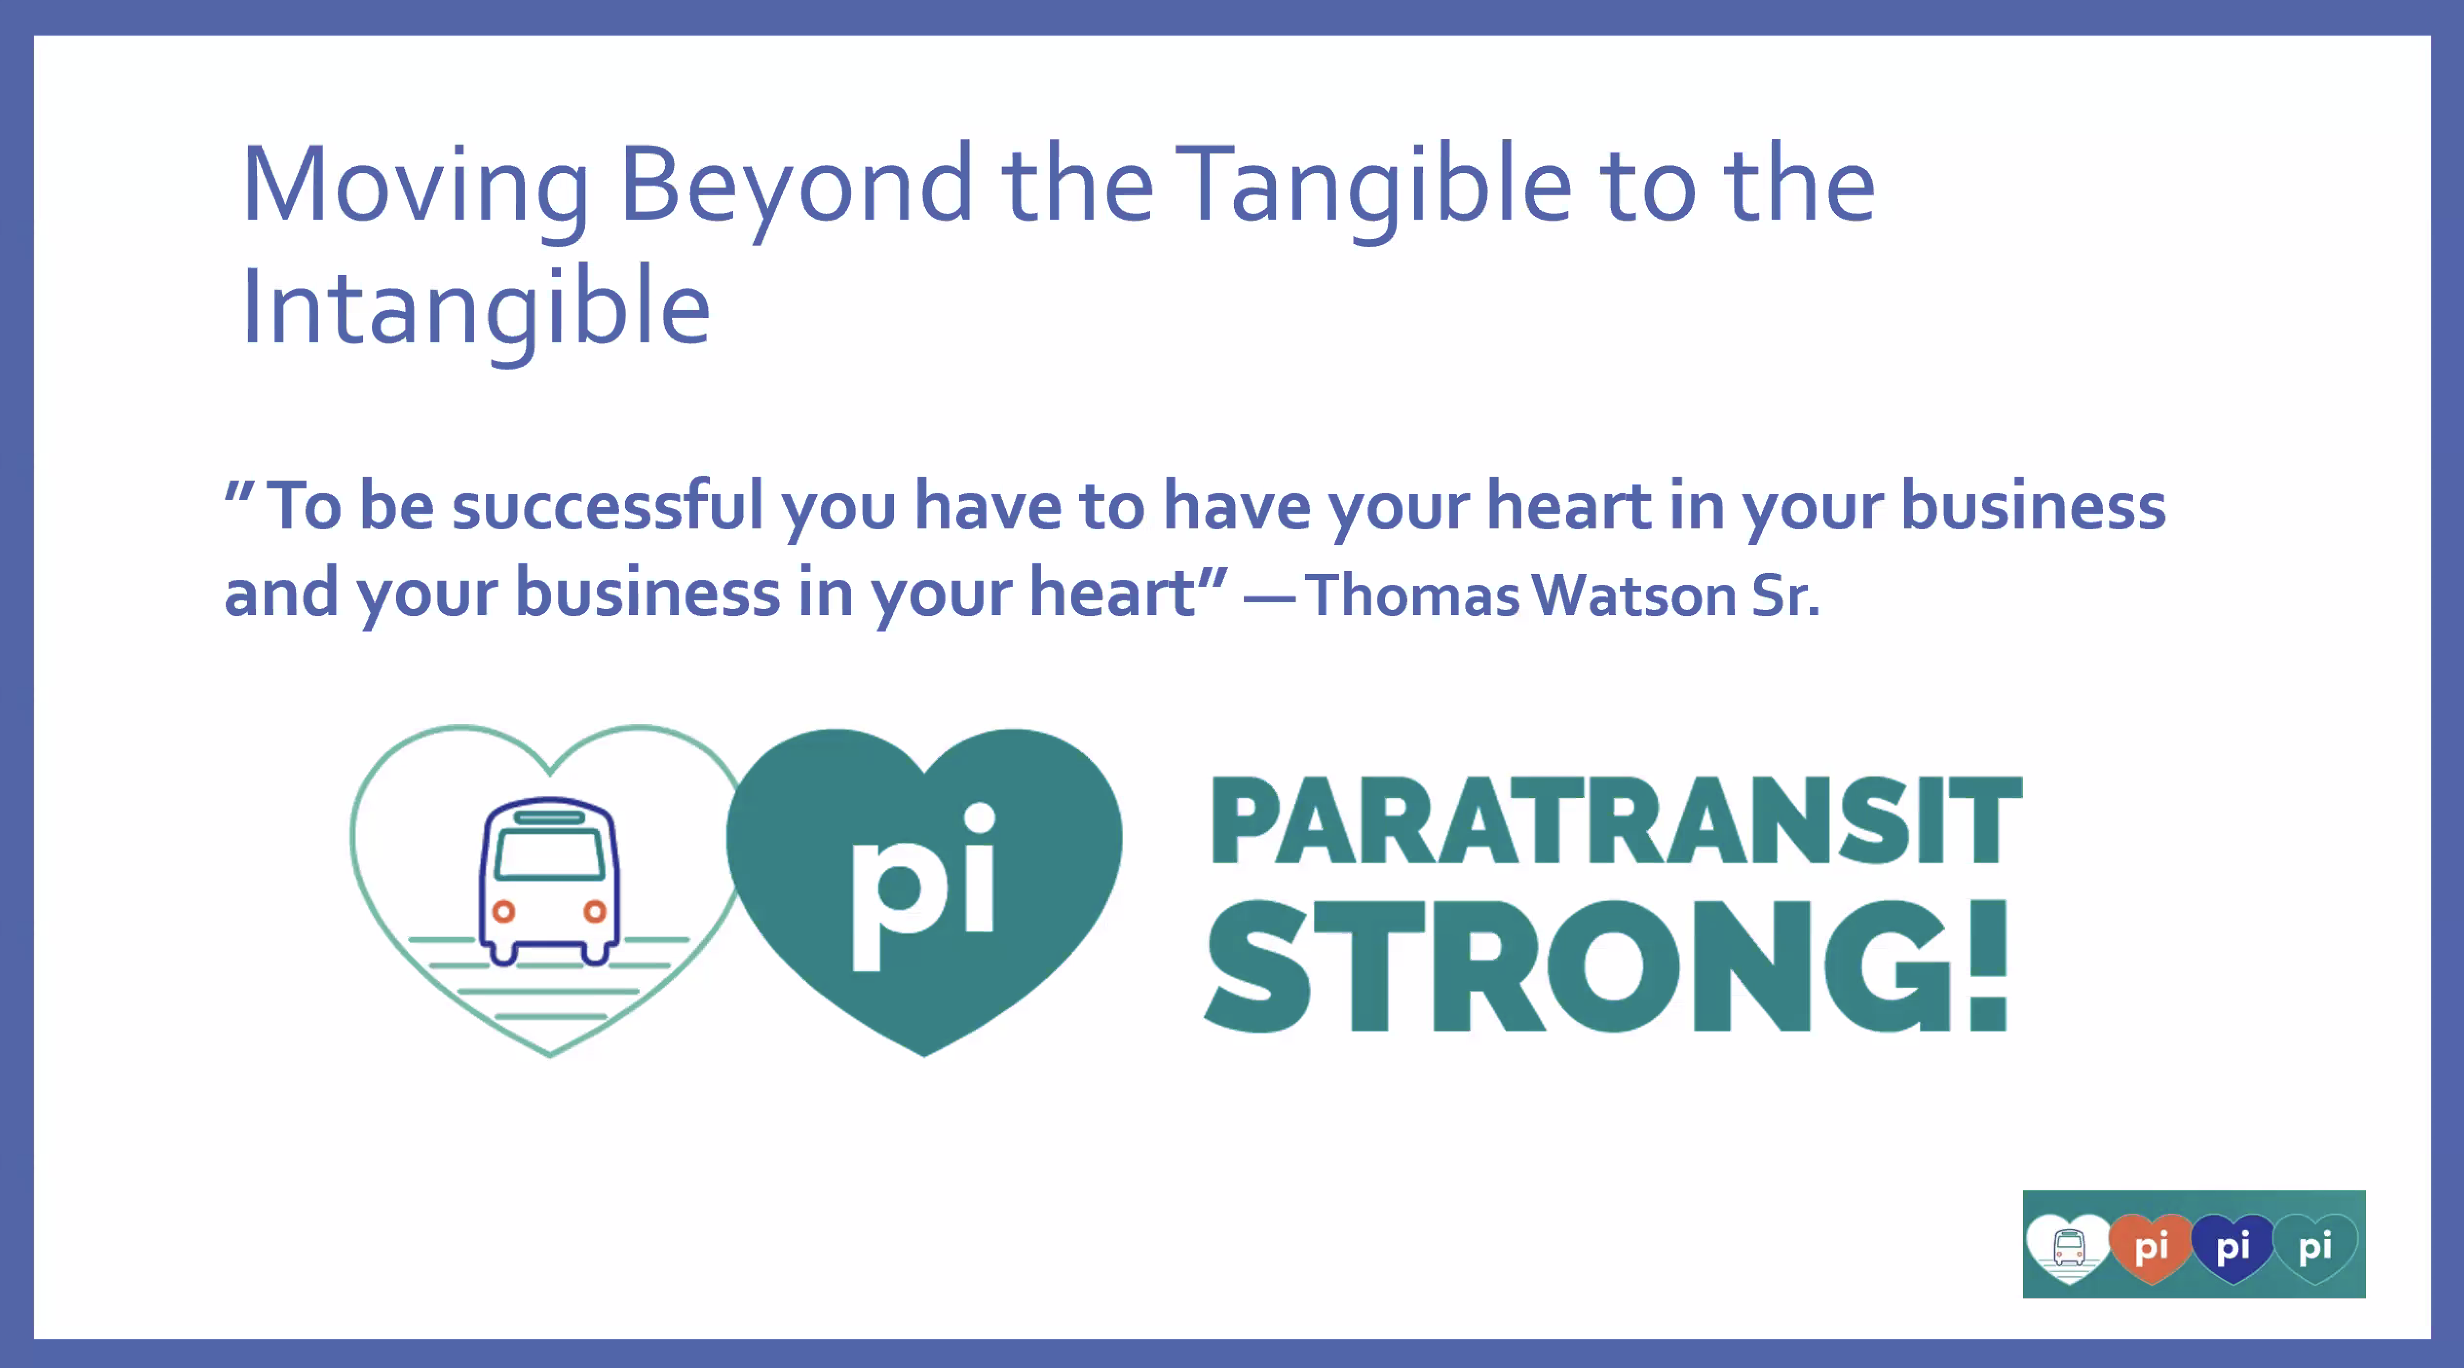 Moving Beyond the Tangible to the
Intangible
” To be successful you have to have your heart in your business
and your business in your heart” — Thomas Watson Sr.
pi
PARATRANSIT
STRONG!
pi pi pi